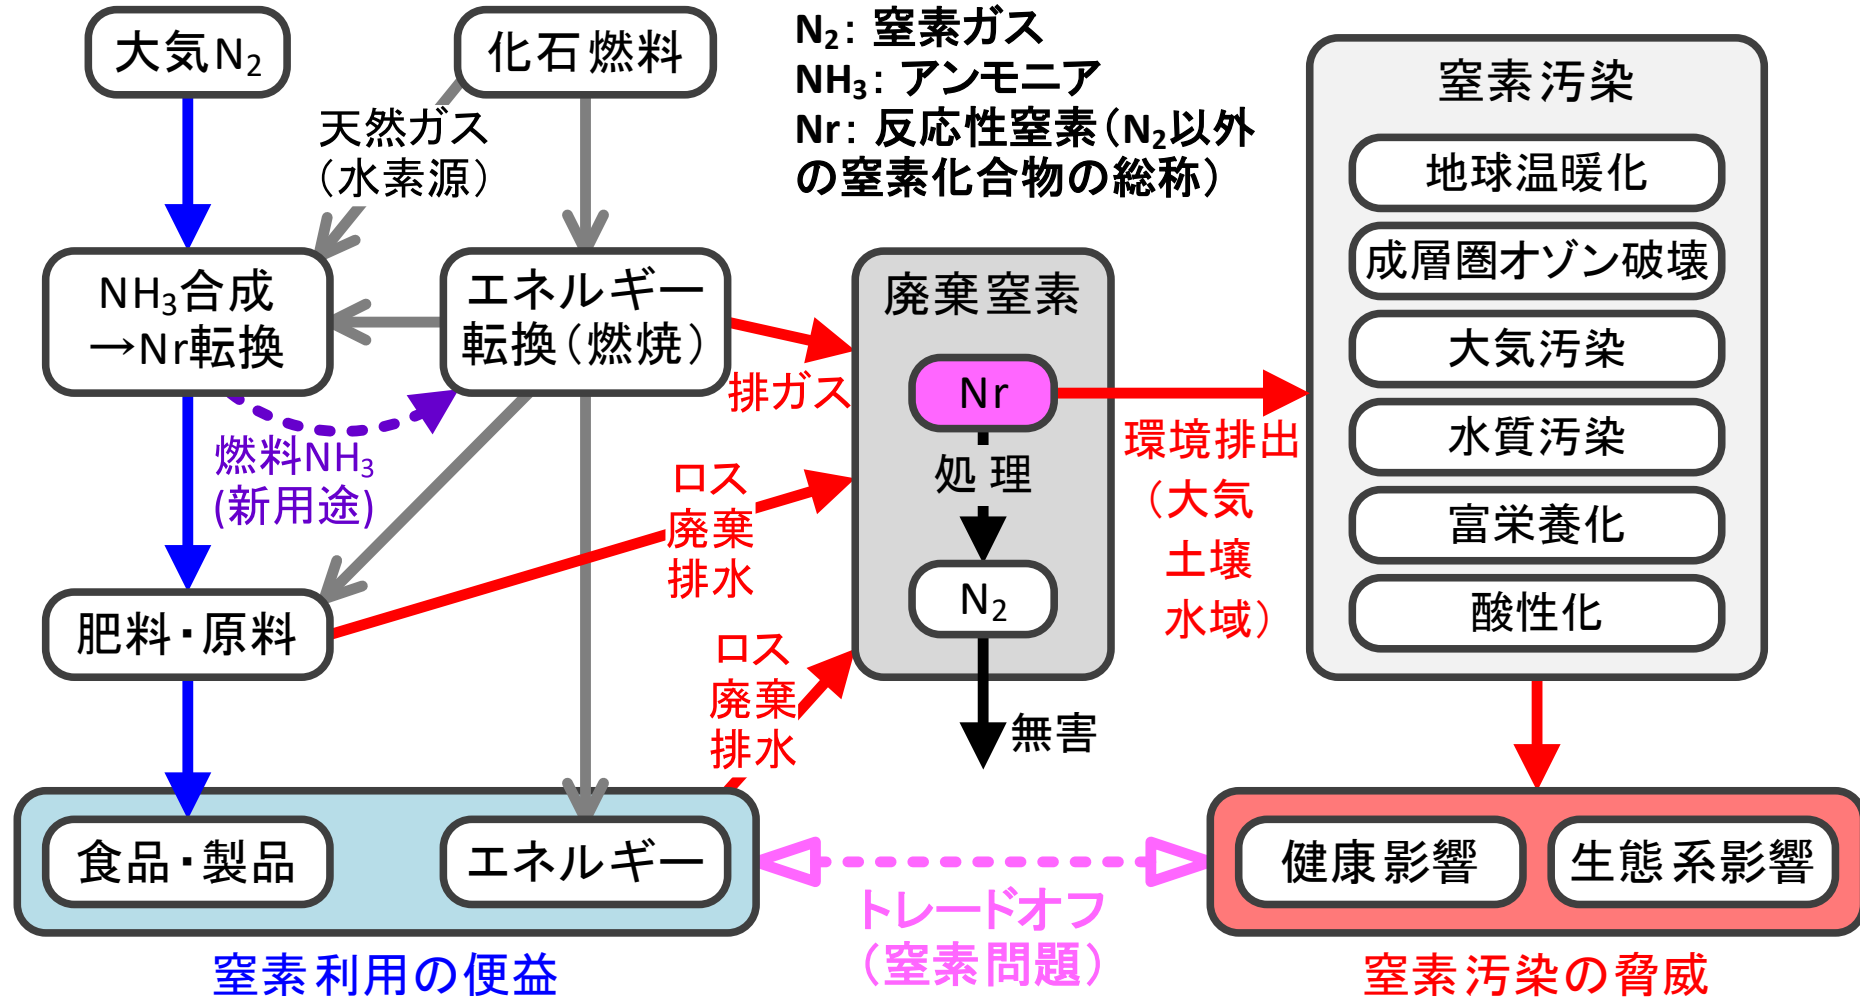 大気N₂
化石燃料
N₂：窒素ガス
NH₃：アンモニア
Nr：反応性窒素（N₂以外
の窒素化合物の総称）
天然ガス
（水素源）
NH₃合成
→Nr転換
エネルギー
転換（燃焼）
燃料NH₃
(新用途)
肥料・原料
食品・製品
エネルギー
窒素利用の便益
排ガス
ロス
廃棄
排水
ロス
廃棄
排水
廃棄窒素
Nr
処理
N₂
無害
環境排出
（大気
土壌
水域）
窒素汚染
地球温暖化
成層圏オゾン破壊
大気汚染
水質汚染
富栄養化
酸性化
トレードオフ
（窒素問題）
健康影響
生態系影響
窒素汚染の脅威